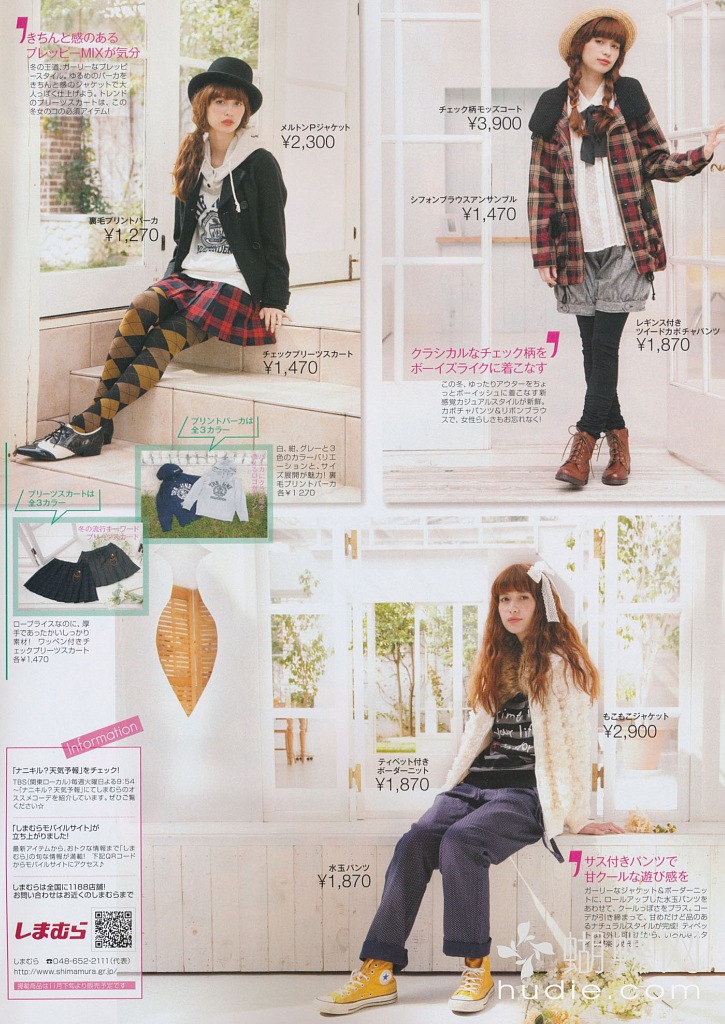 きちんと感のある
プレッピーMIXが気分
冬の王道、ガーリーなプレッピ
ースタイル。ゆるめのパーカを
きちんと感のジャケットで大
人っぽく仕上げよう。トレンド
のプリーツスカートは、この
冬女のコの必須アイテム!
メルトンPジャケット
¥2,300
裏毛プリントパーカ
¥1,270
チェックプリーツスカート
¥1,470
プリントパーカは
全3カラー
白、紺、グレーと3
色のカラーバリエ
ーションと、サイ
ズ展開が魅力! 裏
毛プリントパーカ
各¥1,270
プリーツスカートは
全3カラー
冬の流行キーワード
プリーツスカート
ロープライスなのに、厚
手であったかいしっかり
素材! ワッペン付きチ
ェックプリーツスカート
各¥1,470
チェック柄モッズコート
¥3,900
シフォンブラウスアンサンブル
¥1,470
レギンス付き
ツイードカボチャパンツ
¥1,870
クラシカルなチェック柄を
ボーイズライクに着こなす
この冬、ゆったりアウターをちょ
っとボーイッシュに着こなす新
感覚カジュアルスタイルが新鮮。
カボチャパンツ&リボンブラウ
スで、女性らしさもお忘れなく!
もこもこジャケット
¥2,900
ティペット付き
ボーダーニット
¥1,870
水玉パンツ
¥1,870
サス付きパンツで
甘クールな遊び感を
ガーリーなジャケット&ボーダーニッ
トに、ロールアップした水玉パンツを
あわせて、クールっぽさをプラス。コー
デが引き締まって、甘めだけど品のあ
るナチュラルスタイルが完成!
Information
「ナニキル?天気予報」をチェック!
TBS(関東ローカル)毎週火曜日よる9:54
~「ナニキル?天気予報」にてしまむらのオ
ススメコーデを紹介しています。ぜひご覧
ください☆
「しまむらモバイルサイト」が
立ち上がりました!
最新アイテムから、おトクな情報まで「しま
むら」の旬な情報が満載! 下記QRコード
からモバイルサイトにアクセス♪
しまむらは全国に1188店舗!
お問い合わせはお近くのしまむらまで
しまむら
しまむら ☎048-652-2111(代表)
http://www.shimamura.gr.jp/
掲載商品は11月下旬より販売予定です
hudie.com